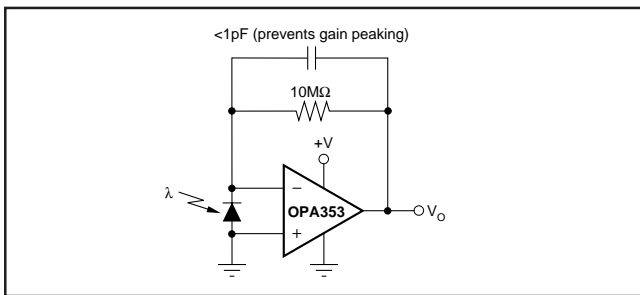 <1pF (prevents gain peaking)
10MΩ
+V
λ
−
OPA353
+
V_O